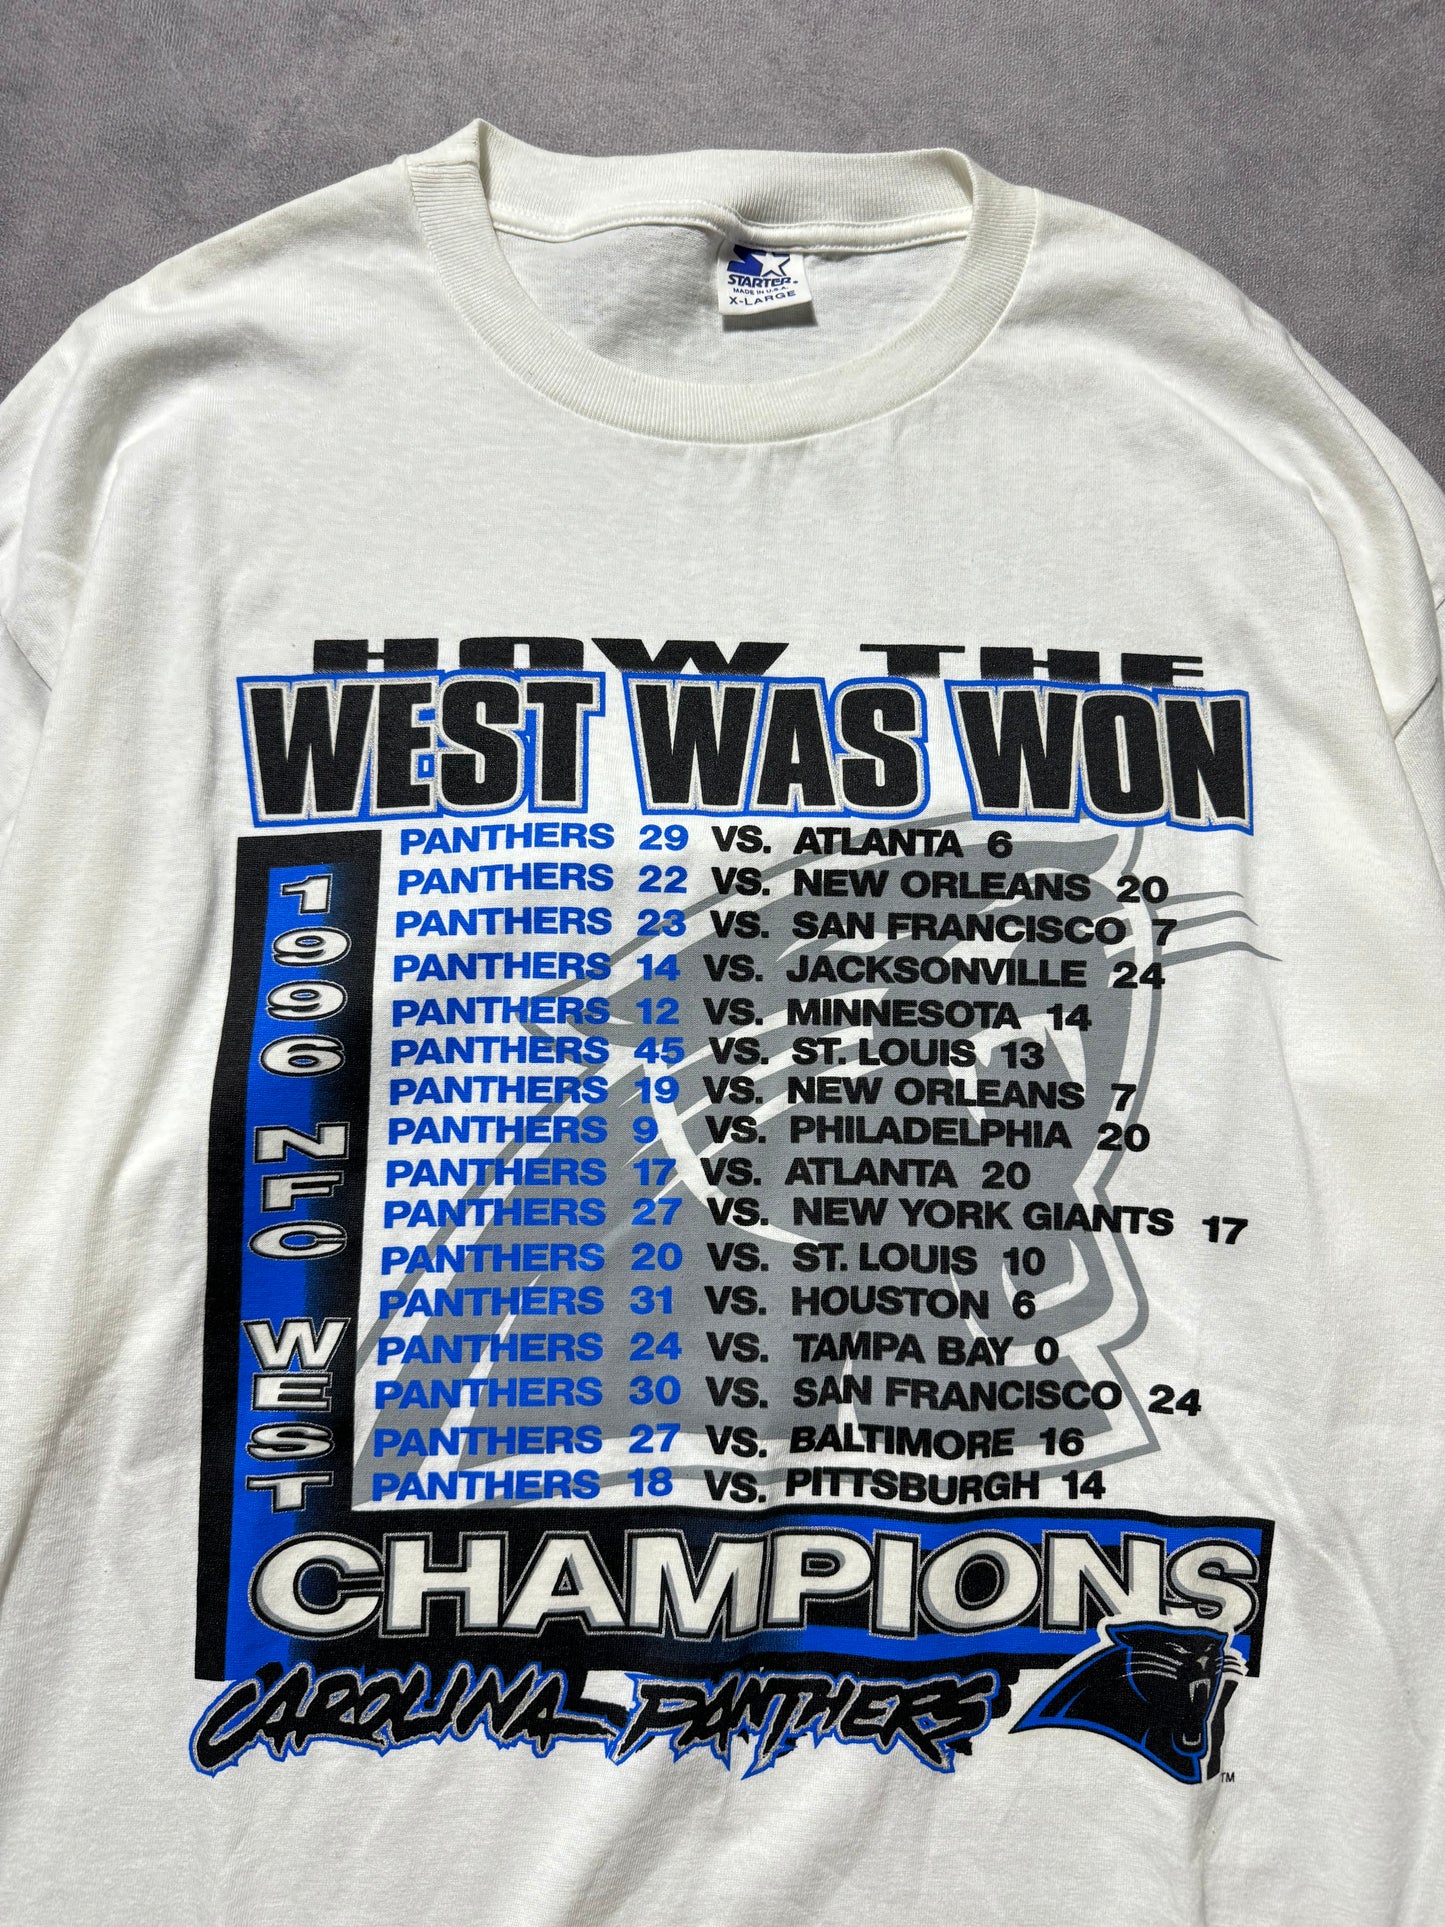 STARTER®
MADE IN U.S.A.
X-LARGE
HOW THE
WEST WAS WON
1996 NFC WEST
PANTHERS 29 VS. ATLANTA 6
PANTHERS 22 VS. NEW ORLEANS 20
PANTHERS 23 VS. SAN FRANCISCO 7
PANTHERS 14 VS. JACKSONVILLE 24
PANTHERS 12 VS. MINNESOTA 14
PANTHERS 45 VS. ST. LOUIS 13
PANTHERS 19 VS. NEW ORLEANS 7
PANTHERS 9 VS. PHILADELPHIA 20
PANTHERS 17 VS. ATLANTA 20
PANTHERS 27 VS. NEW YORK GIANTS 17
PANTHERS 20 VS. ST. LOUIS 10
PANTHERS 31 VS. HOUSTON 6
PANTHERS 24 VS. TAMPA BAY 0
PANTHERS 30 VS. SAN FRANCISCO 24
PANTHERS 27 VS. BALTIMORE 16
PANTHERS 18 VS. PITTSBURGH 14
CHAMPIONS
CAROLINA PANTHERS
TM